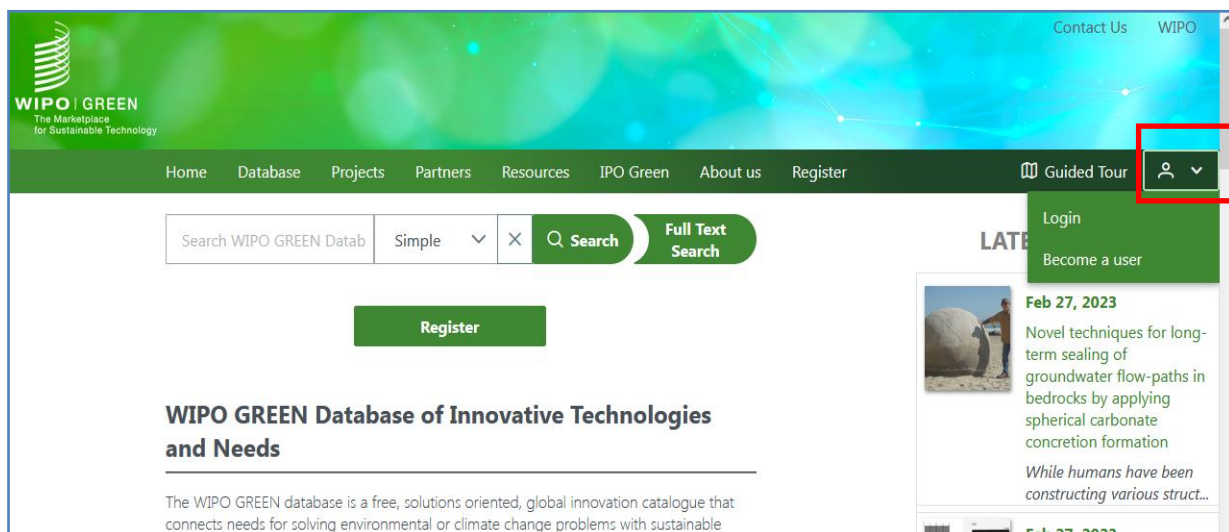 Contact Us WIPO
WIPO | GREEN
The Marketplace
for Sustainable Technology
Home Database Projects Partners Resources IPO Green About us Register Guided Tour
Login
Become a user
Search WIPO GREEN Datab Simple Search Full Text
Search
LATE
Register
Feb 27, 2023
Novel techniques for long-
term sealing of
groundwater flow-paths in
bedrocks by applying
spherical carbonate
concretion formation
While humans have been
constructing various struct...
WIPO GREEN Database of Innovative Technologies
and Needs
The WIPO GREEN database is a free, solutions oriented, global innovation catalogue that
connects needs for solving environmental or climate change problems with sustainable
Feb 27, 2023